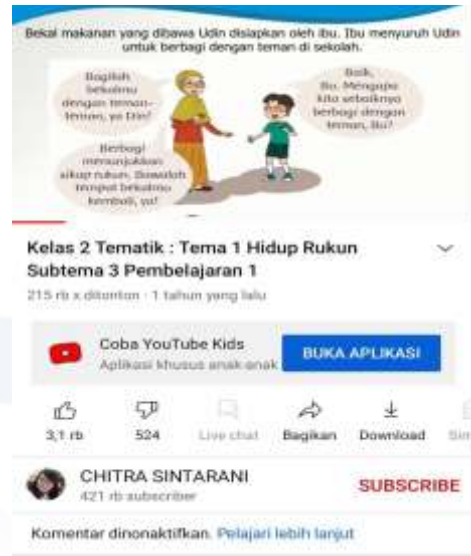 Bekal makanan yang dibawa Udin disiapkan oleh ibu. Ibu menyuruh Udin
untuk berbagi dengan teman di sekolah.
Bagilah
bekalmu
dengan teman-
teman, ya Din!
Baik,
Bu. Mengapa
kita sebaiknya
berbagi dengan
teman, Bu?
Berbagi
menunjukkan
sikap rukun. Bawalah
tempat bekalmu
kembali, ya!
Kelas 2 Tematik : Tema 1 Hidup Rukun
Subtema 3 Pembelajaran 1
215 rb x ditonton · 1 tahun yang lalu
Coba YouTube Kids
Aplikasi khusus anak-anak
BUKA APLIKASI
3,1 rb
524
Live chat
Bagikan
Download
CHITRA SINTARANI
421 rb subscriber
SUBSCRIBE
Komentar dinonaktifkan. Pelajari lebih lanjut